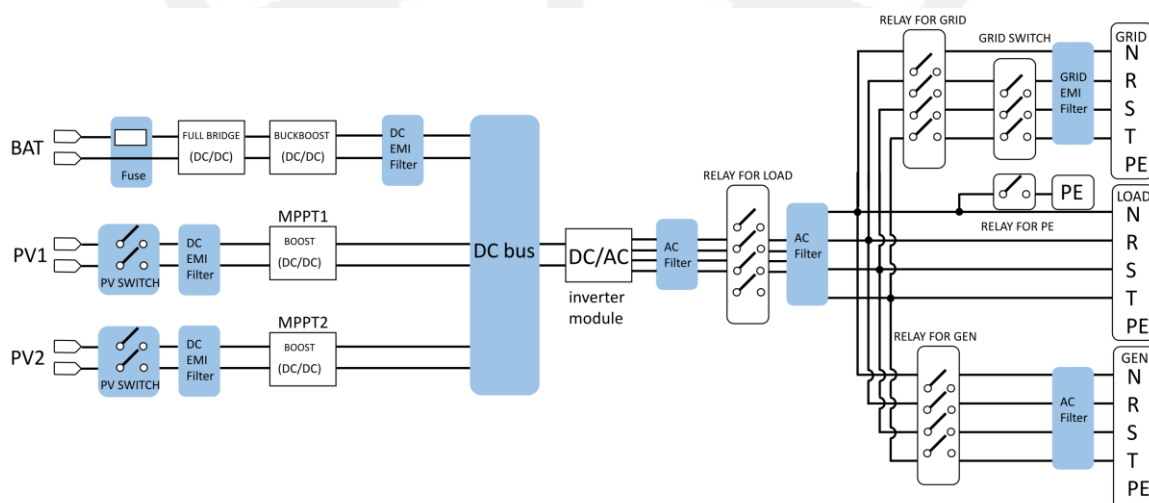 RELAY FOR GRID
GRID SWITCH
GRID
N
R
S
T
PE
GRID
EMI
Filter
BAT
Fuse
FULL BRIDGE
(DC/DC)
BUCKBOOST
(DC/DC)
DC
EMI
Filter
RELAY FOR LOAD
PE
RELAY FOR PE
LOAD
N
R
S
T
PE
PV1
PV SWITCH
DC
EMI
Filter
MPPT1
BOOST
(DC/DC)
DC bus
DC/AC
inverter
module
AC
Filter
AC
Filter
PV2
PV SWITCH
DC
EMI
Filter
MPPT2
BOOST
(DC/DC)
RELAY FOR GEN
AC
Filter
GEN
N
R
S
T
PE